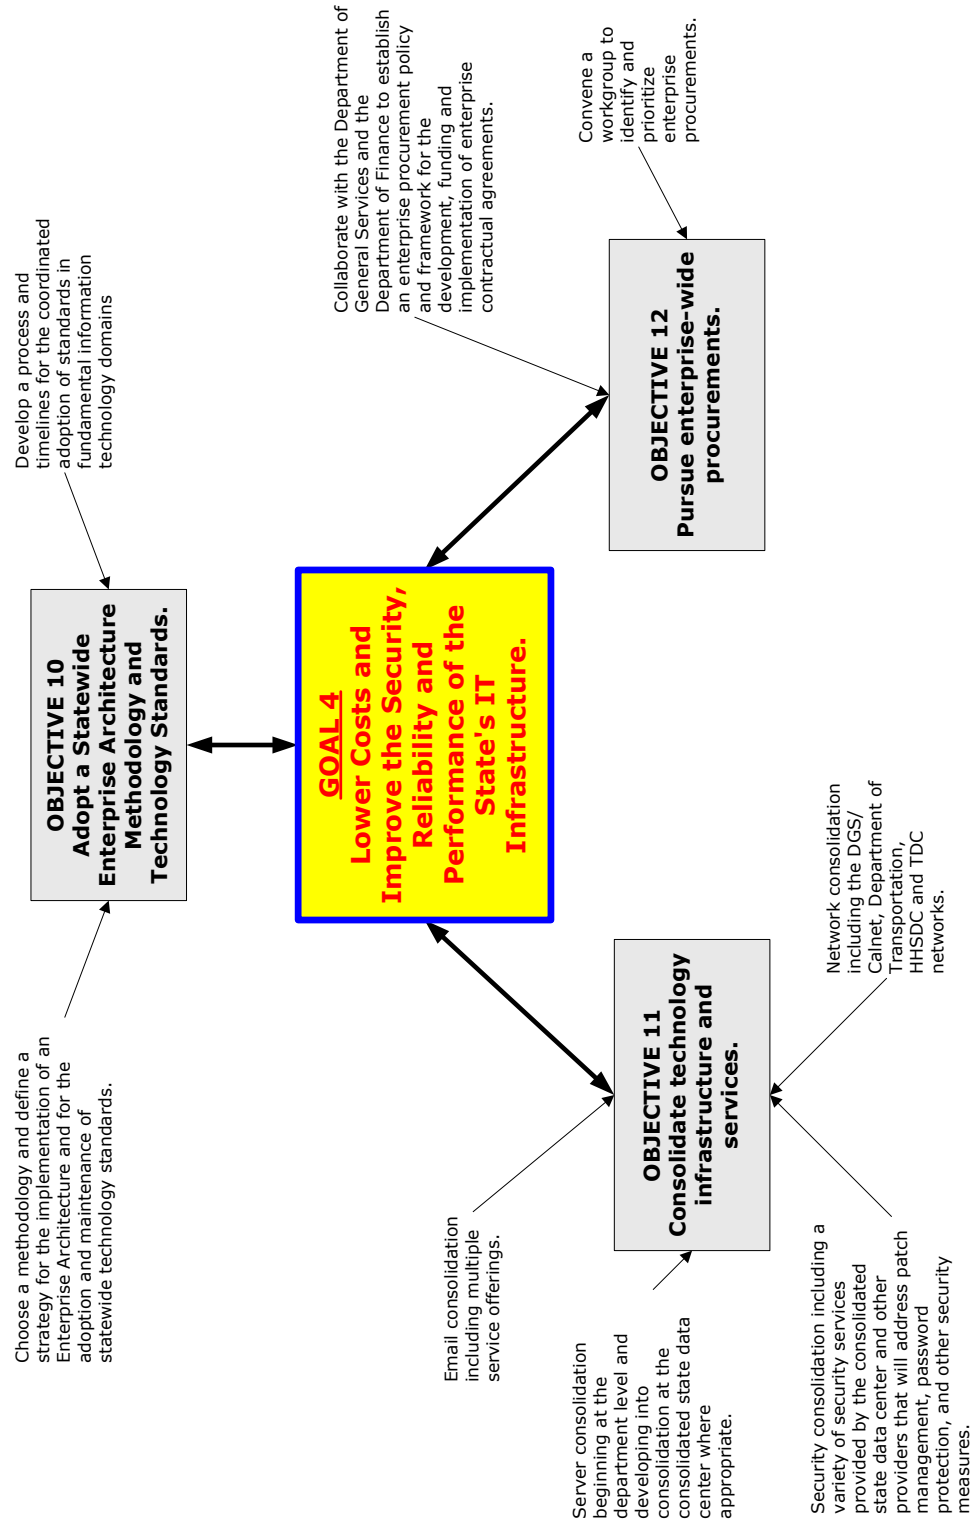 Choose a methodology and define a
strategy for the implementation of an
Enterprise Architecture and for the
adoption and maintenance of
statewide technology standards.
OBJECTIVE 10
Adopt a Statewide
Enterprise Architecture
Methodology and
Technology Standards.
Develop a process and
timelines for the coordinated
adoption of standards in
fundamental information
technology domains
GOAL 4
Lower Costs and
Improve the Security,
Reliability and
Performance of the
State's IT
Infrastructure.
Collaborate with the Department of
General Services and the
Department of Finance to establish
an enterprise procurement policy
and framework for the
development, funding and
implementation of enterprise
contractual agreements.
Email consolidation
including multiple
service offerings.
Server consolidation
beginning at the
department level and
developing into
consolidation at the
consolidated state data
center where
appropriate.
OBJECTIVE 11
Consolidate technology
infrastructure and
services.
OBJECTIVE 12
Pursue enterprise-wide
procurements.
Convene a
workgroup to
identify and
prioritize
enterprise
procurements.
Security consolidation including a
variety of security services
provided by the consolidated
state data center and other
providers that will address patch
management, password
protection, and other security
measures.
Network consolidation
including the DGS/
Calnet, Department of
Transportation,
HHSDC and TDC
networks.